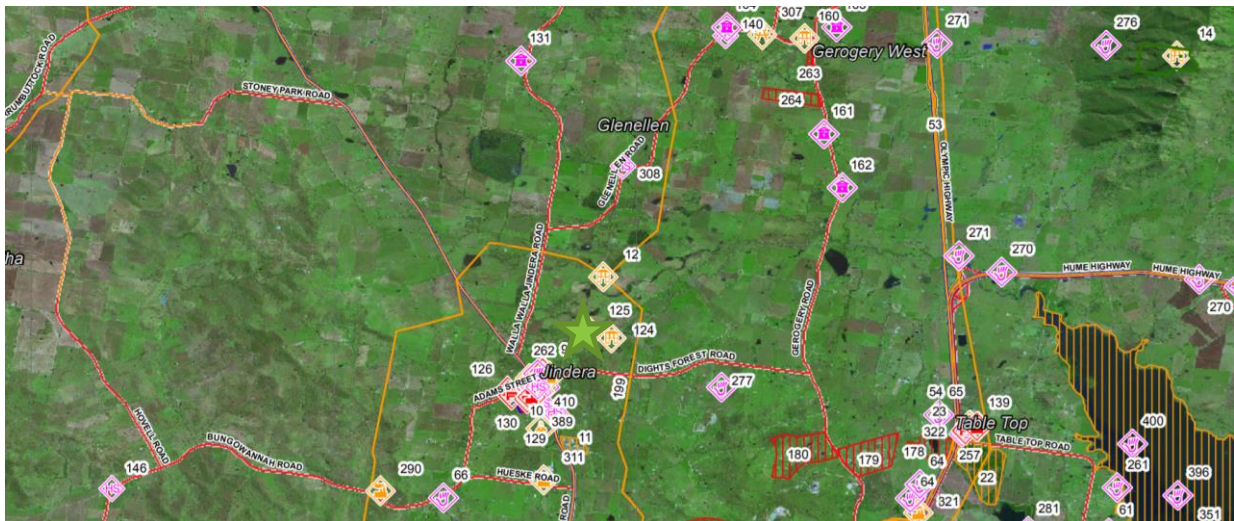 307
160
140
271
276
14
131
Gerogery West
263
STONEY PARK ROAD
264
53
Glenellen
161
GLENELLEN ROAD
308
162
OLYMPIC HIGHWAY
WALLA WALLA JINDERA ROAD
12
271
270
HUME HIGHWAY
HUME HIGHWAY
270
ha
125
124
GEROGERY ROAD
262
DIGHTS FOREST ROAD
126
Jindera
ADAMS STREET
199
277
54
65
139
HOVELL ROAD
10
410
23
130
389
Table Top
400
BUNGOWANNAH ROAD
129
11
322
TABLE TOP ROAD
311
180
179
178
257
261
146
290
66
HUESKE ROAD
64
22
396
64
321
61
351
281
ROAD